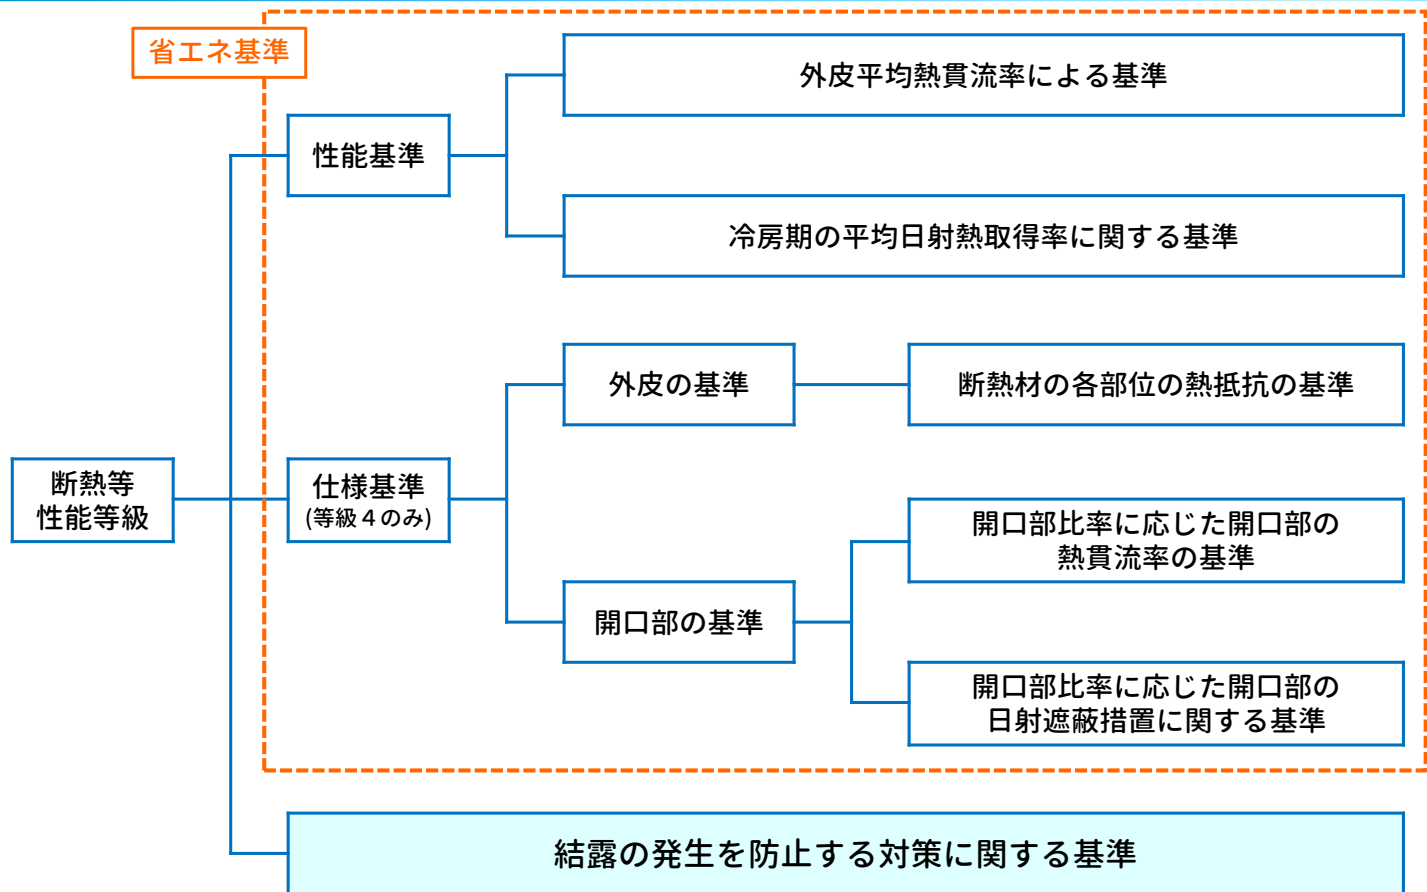 省エネ基準
外皮平均熱貫流率による基準
性能基準
冷房期の平均日射熱取得率に関する基準
外皮の基準
断熱材の各部位の熱抵抗の基準
断熱等
性能等級
仕様基準
(等級４のみ)
開口部比率に応じた開口部の
熱貫流率の基準
開口部の基準
開口部比率に応じた開口部の
日射遮蔽措置に関する基準
結露の発生を防止する対策に関する基準